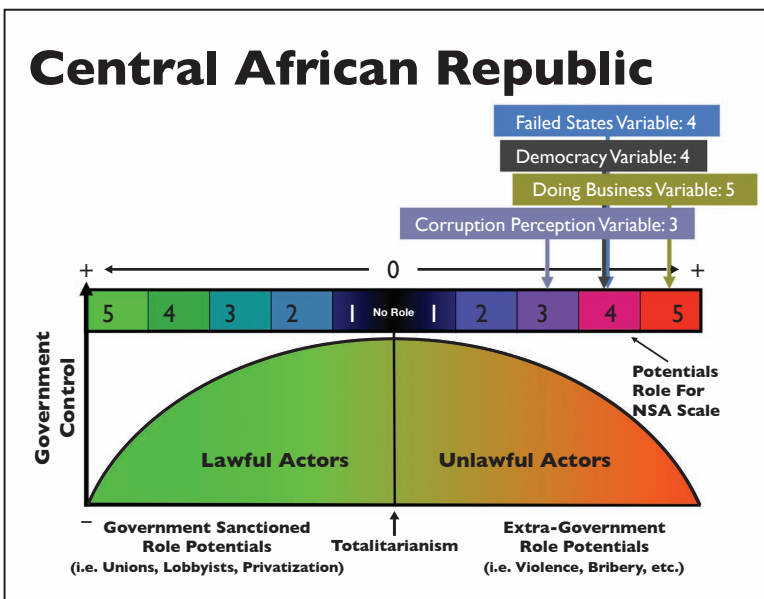 Central African Republic
Failed States Variable: 4
Democracy Variable: 4
Doing Business Variable: 5
Corruption Perception Variable: 3
+ 0 +
5 4 3 2 1 No Role 1 2 3 4 5
Potentials
Role For
NSA Scale
Government
Control
Lawful Actors
Unlawful Actors
–
Government Sanctioned
Role Potentials
(i.e. Unions, Lobbyists, Privatization)
Totalitarianism
Extra-Government
Role Potentials
(i.e. Violence, Bribery, etc.)